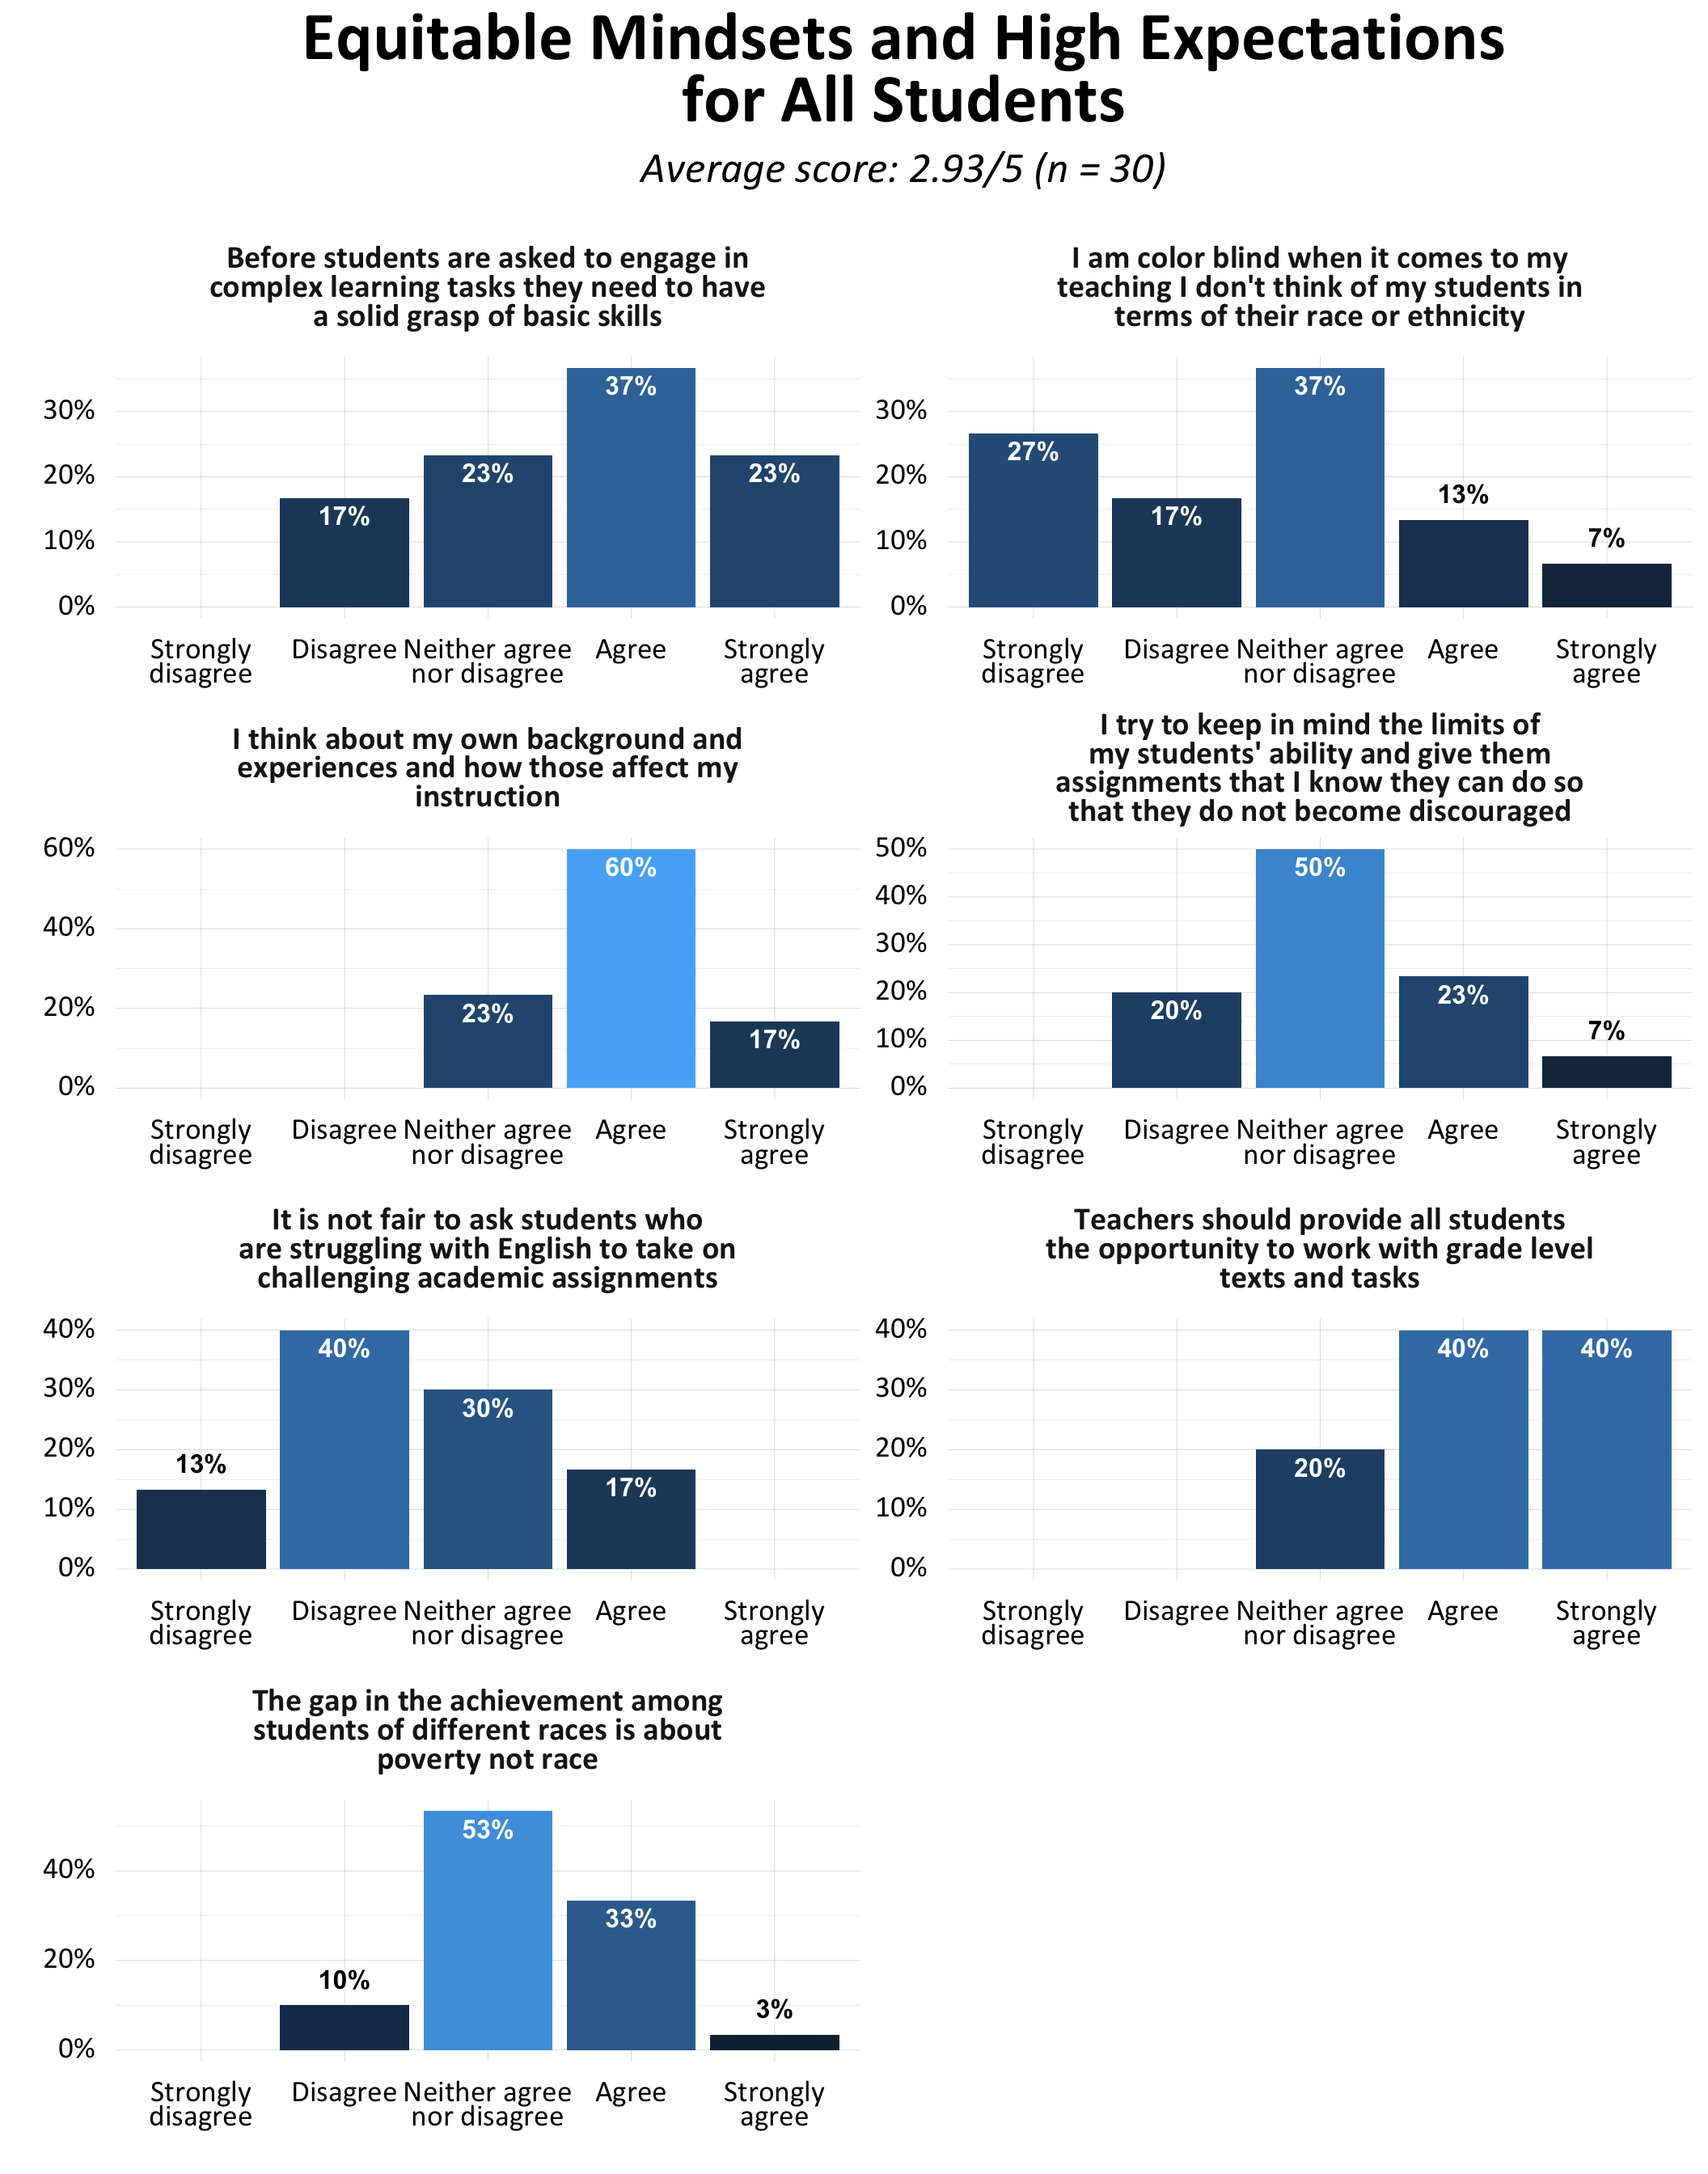 Equitable Mindsets and High Expectations
for All Students
Average score: 2.93/5 (n = 30)
Before students are asked to engage in
complex learning tasks they need to have
a solid grasp of basic skills
30%
20%
10%
0%
17%
23%
37%
23%
Strongly
disagree
Disagree
Neither agree
nor disagree
Agree
Strongly
agree
I am color blind when it comes to my
teaching I don't think of my students in
terms of their race or ethnicity
30%
20%
10%
0%
27%
17%
37%
13%
7%
Strongly
disagree
Disagree
Neither agree
nor disagree
Agree
Strongly
agree
I think about my own background and
experiences and how those affect my
instruction
60%
40%
20%
0%
23%
60%
17%
Strongly
disagree
Disagree
Neither agree
nor disagree
Agree
Strongly
agree
I try to keep in mind the limits of
my students' ability and give them
assignments that I know they can do so
that they do not become discouraged
50%
40%
30%
20%
10%
0%
20%
50%
23%
7%
Strongly
disagree
Disagree
Neither agree
nor disagree
Agree
Strongly
agree
It is not fair to ask students who
are struggling with English to take on
challenging academic assignments
40%
30%
20%
10%
0%
13%
40%
30%
17%
Strongly
disagree
Disagree
Neither agree
nor disagree
Agree
Strongly
agree
Teachers should provide all students
the opportunity to work with grade level
texts and tasks
40%
30%
20%
10%
0%
20%
40%
40%
Strongly
disagree
Disagree
Neither agree
nor disagree
Agree
Strongly
agree
The gap in the achievement among
students of different races is about
poverty not race
40%
20%
0%
10%
53%
33%
3%
Strongly
disagree
Disagree
Neither agree
nor disagree
Agree
Strongly
agree